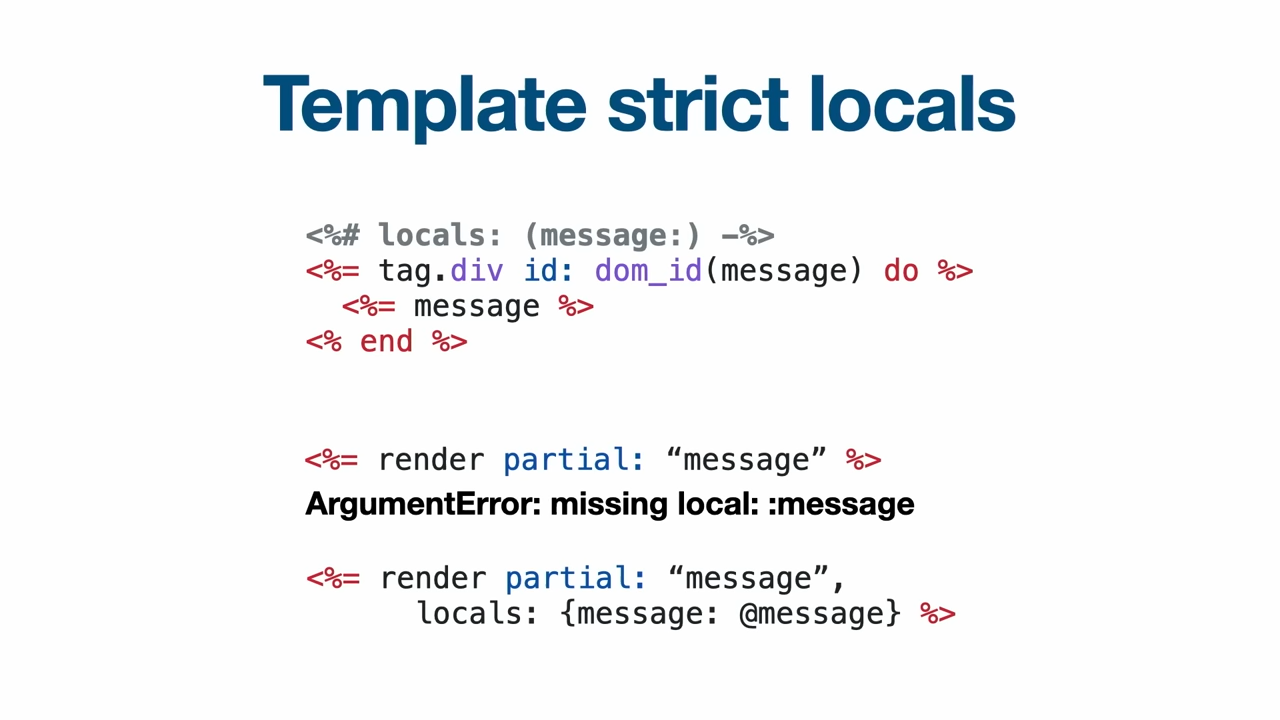 Template strict locals
<%# locals: (message:) -%>
<%= tag.div id: dom_id(message) do %>
  <%= message %>
<% end %>
<%= render partial: “message” %>
ArgumentError: missing local: :message
<%= render partial: “message”,
      locals: {message: @message} %>